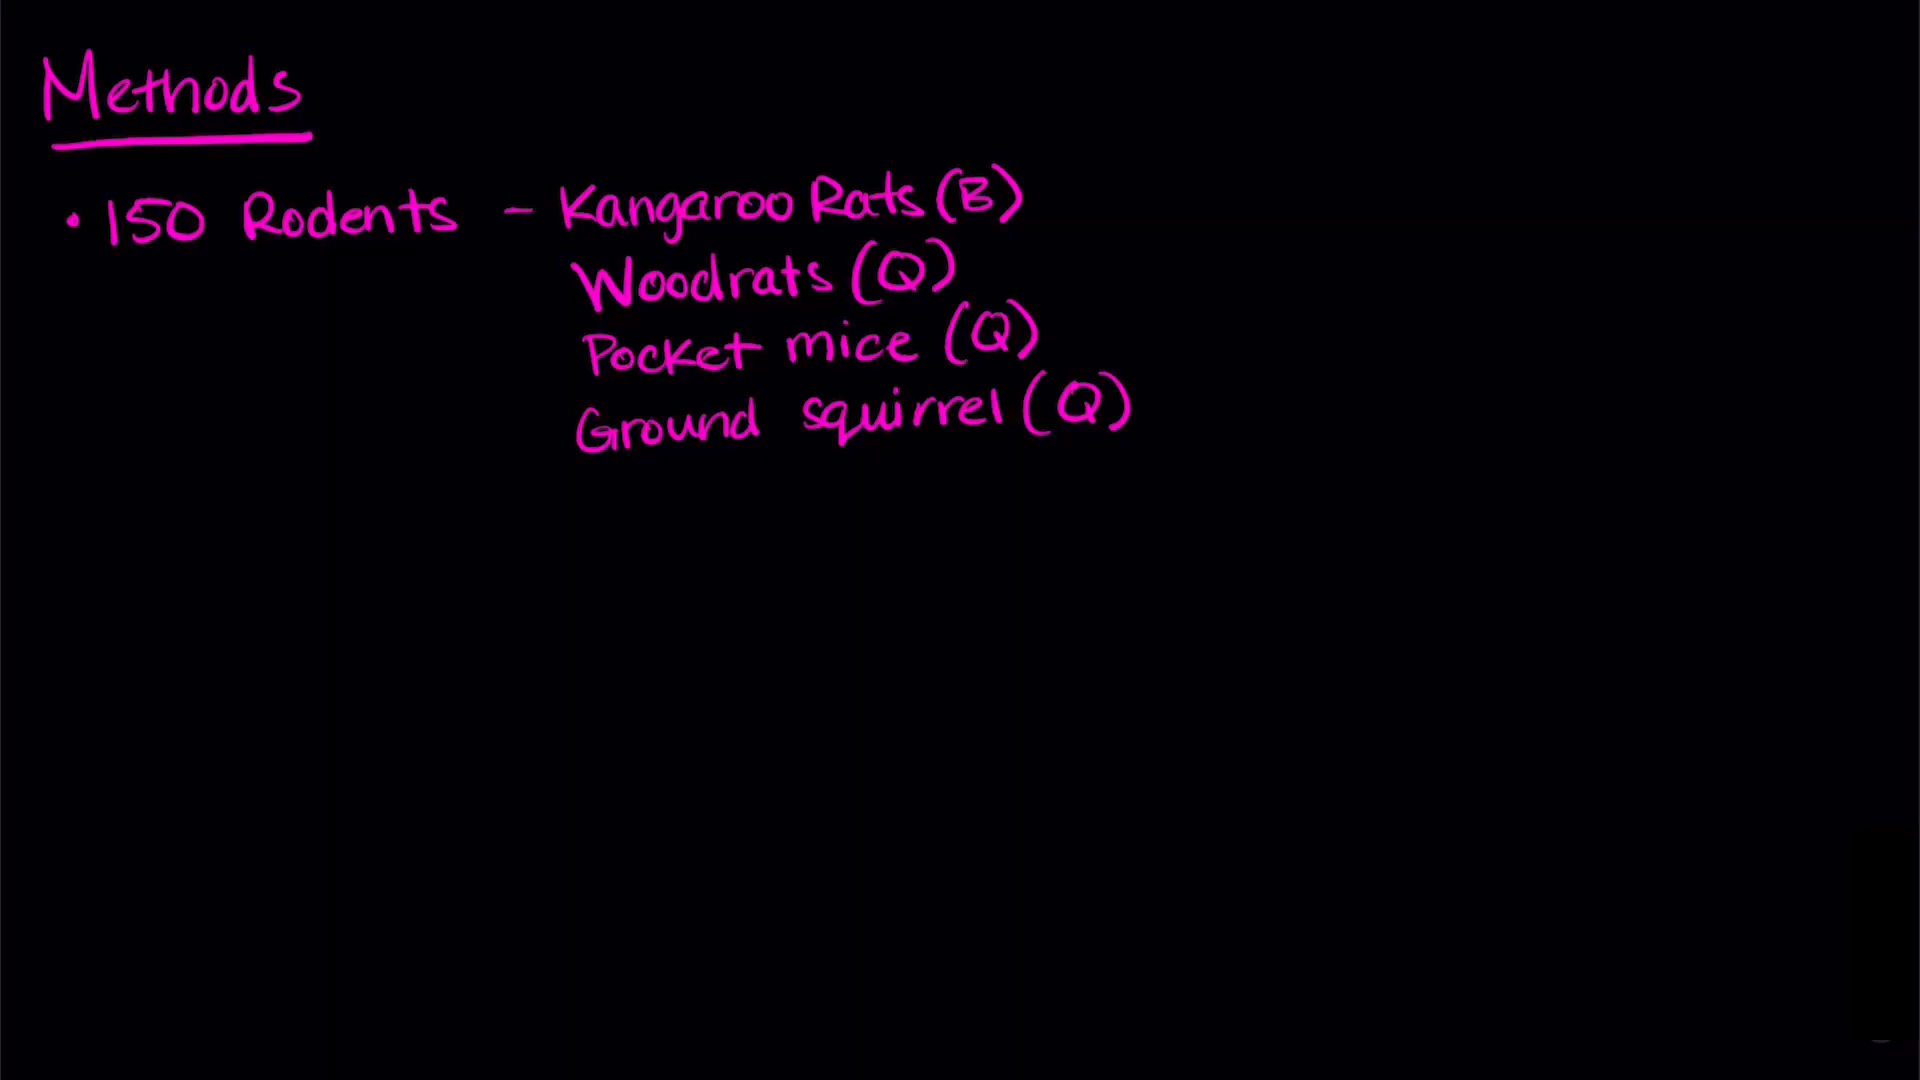 Methods
• 150 Rodents - Kangaroo Rats (B)
Woodrats (Q)
Pocket mice (Q)
Ground squirrel (Q)